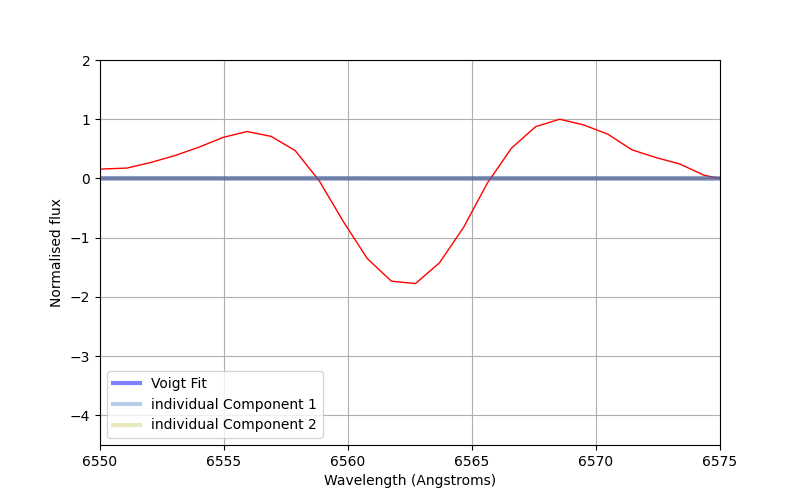 2
1
0
−1
−2
−3
−4
Normalised flux
Voigt Fit
individual Component 1
individual Component 2
6550 6555 6560 6565 6570 6575
Wavelength (Angstroms)